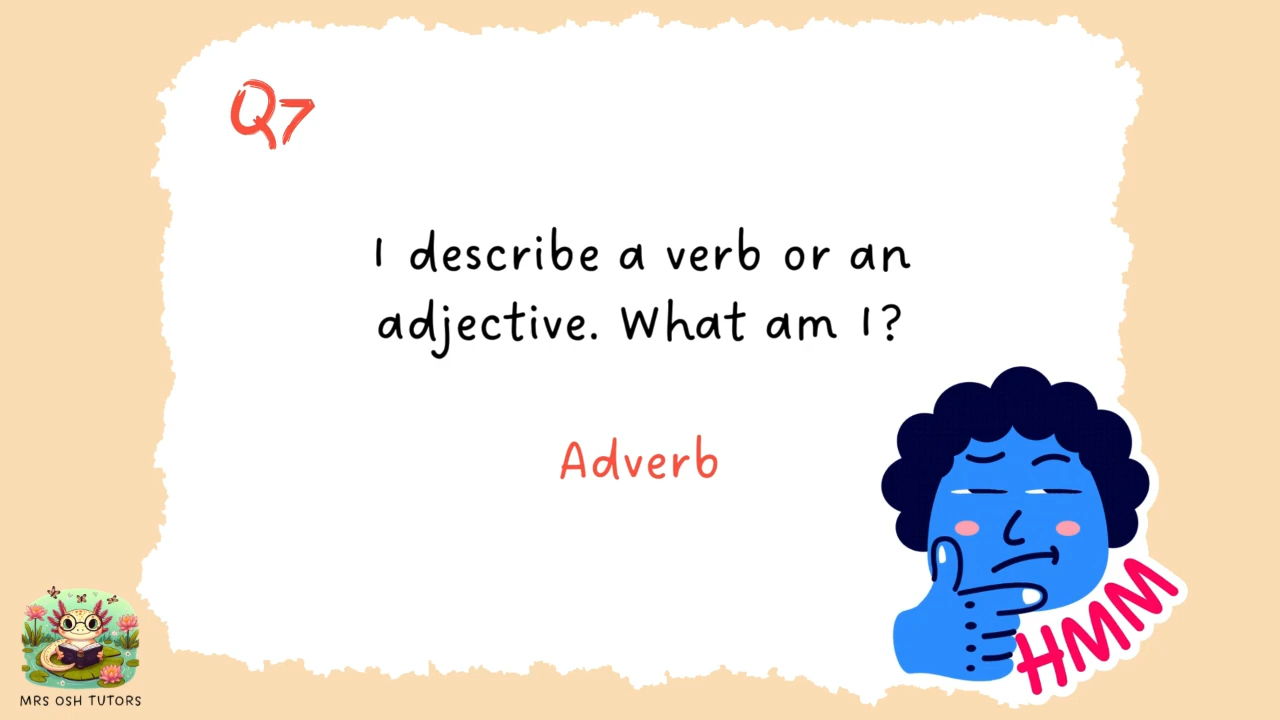 Q7
I describe a verb or an
adjective. What am I?
Adverb
HMM
MRS OSH TUTORS